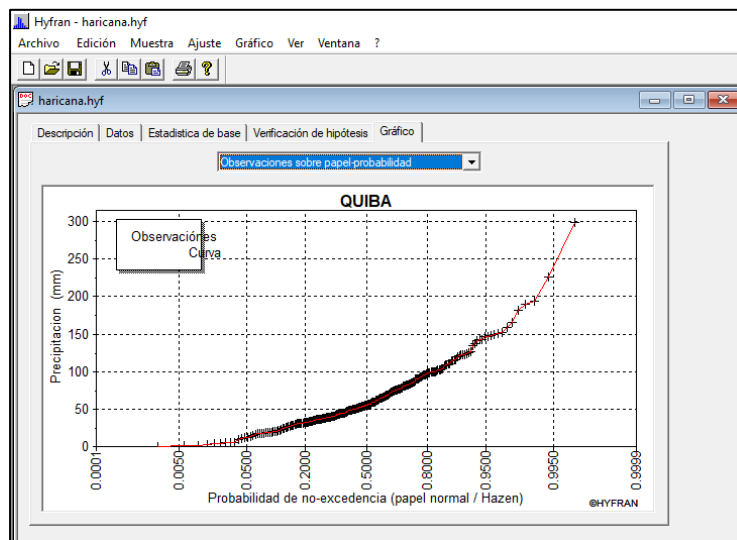 Hyfran - haricana.hyf
Archivo Edición Muestra Ajuste Gráfico Ver Ventana ?
DOC haricana.hyf
Descripción Datos Estadistica de base Verificación de hipótesis Gráfico
Observaciones sobre papel-probabilidad
QUIBA
Observaciónes
Curva
Precipitacion (mm)
300
250
200
150
100
50
0
0.0001 0.0050 0.0500 0.2000 0.5000 0.8000 0.9500 0.9950 0.9999
Probabilidad de no-excedencia (papel normal / Hazen)
©HYFRAN